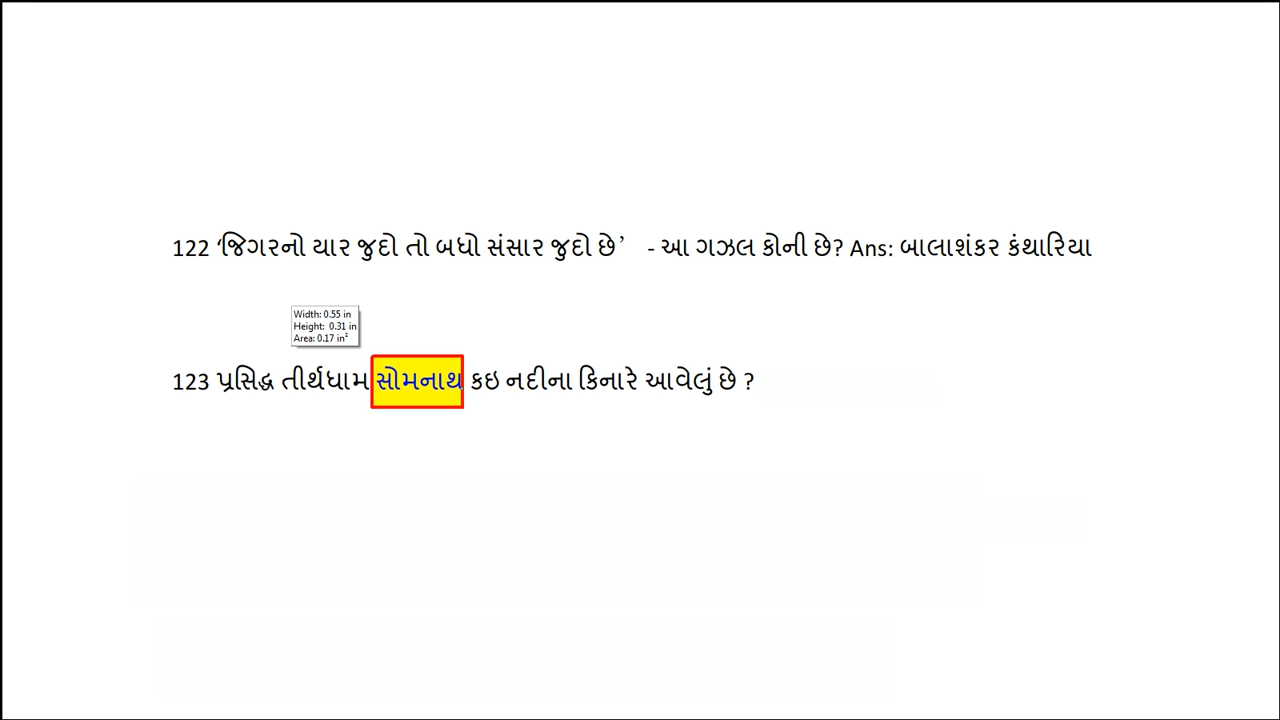 122 ‘જિગરનો યાર જુદો તો બધો સંસાર જુદો છે’ - આ ગઝલ કોની છે? Ans: બાલાશંકર કંથારિયા
Width: 0.55 in
Height: 0.31 in
Area: 0.17 in²
123 પ્રસિદ્ધ તીર્થધામ સોમનાથ કઇ નદીના કિનારે આવેલું છે ?